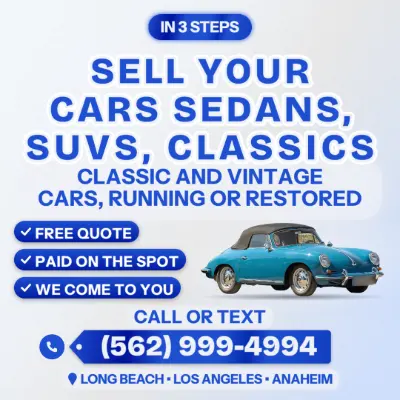 IN 3 STEPS
SELL YOUR
CARS SEDANS,
SUVS, CLASSICS
CLASSIC AND VINTAGE
CARS, RUNNING OR RESTORED
FREE QUOTE
PAID ON THE SPOT
WE COME TO YOU
CALL OR TEXT
(562) 999-4994
LONG BEACH • LOS ANGELES • ANAHEIM